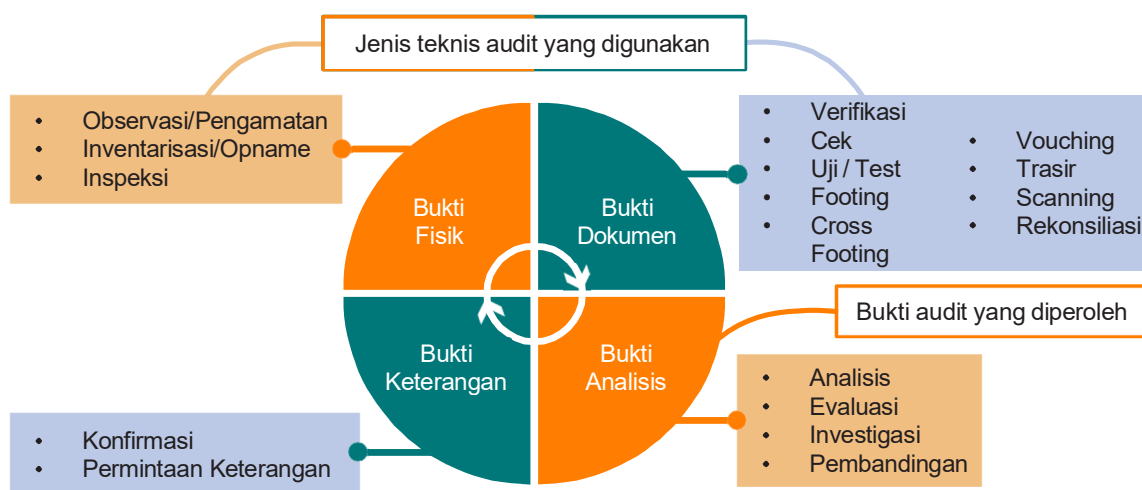 Jenis teknis audit yang digunakan
• Observasi/Pengamatan
• Inventarisasi/Opname
• Inspeksi
• Verifikasi
• Cek
• Uji / Test
• Footing
• Cross
Footing
• Vouching
• Trasir
• Scanning
• Rekonsiliasi
Bukti
Fisik
Bukti
Dokumen
Bukti
Keterangan
Bukti
Analisis
Bukti audit yang diperoleh
• Konfirmasi
• Permintaan Keterangan
• Analisis
• Evaluasi
• Investigasi
• Pembandingan